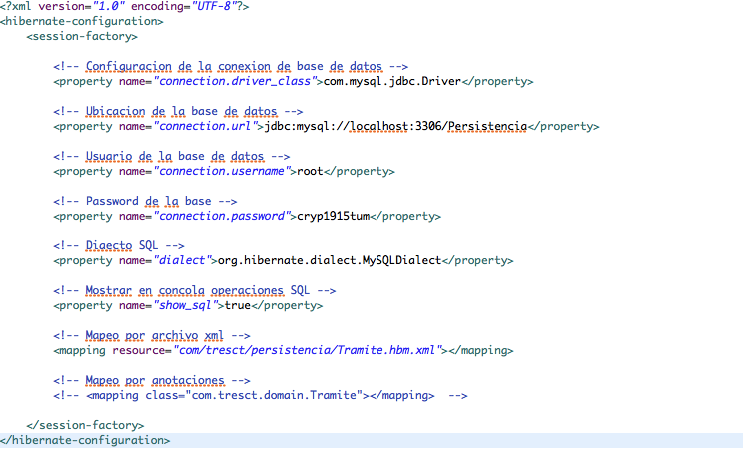 <?xml version="1.0" encoding="UTF-8"?>
<hibernate-configuration>
<session-factory>
<!-- Configuracion de la conexion de base de datos -->
<property name="connection.driver_class">com.mysql.jdbc.Driver</property>
<!-- Ubicacion de la base de datos -->
<property name="connection.url">jdbc:mysql://localhost:3306/Persistencia</property>
<!-- Usuario de la base de datos -->
<property name="connection.username">root</property>
<!-- Password de la base -->
<property name="connection.password">cryp1915tum</property>
<!-- Diaecto SQL -->
<property name="dialect">org.hibernate.dialect.MySQLDialect</property>
<!-- Mostrar en concola operaciones SQL -->
<property name="show_sql">true</property>
<!-- Mapeo por archivo xml -->
<mapping resource="com/tresct/persistencia/Tramite.hbm.xml"></mapping>
<!-- Mapeo por anotaciones -->
<!-- <mapping class="com.tresct.domain.Tramite"></mapping>  -->
</session-factory>
</hibernate-configuration>